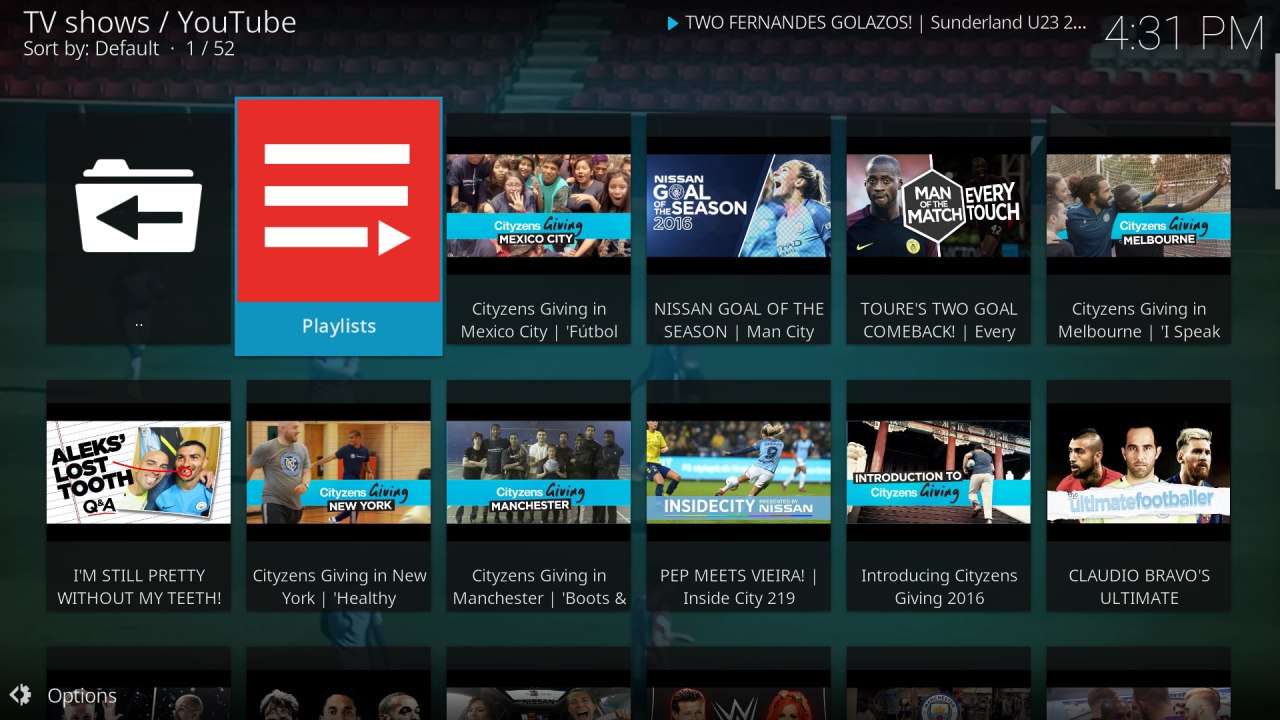 TV shows / YouTube
Sort by: Default · 1 / 52
TWO FERNANDES GOLAZOS! | Sunderland U23 2...
4:31 PM
..
Playlists
Cityzens Giving
MEXICO CITY
Cityzens Giving in
Mexico City | 'Fútbol
NISSAN
GOAL
OF THE SEASON
2016
NISSAN GOAL OF THE
SEASON | Man City
MAN
OF THE
MATCH
EVERY
TOUCH
TOURE'S TWO GOAL
COMEBACK! | Every
Cityzens Giving
MELBOURNE
Cityzens Giving in
Melbourne | 'I Speak
ALEKS'
LOST
TOOTH
Q&A
I'M STILL PRETTY
WITHOUT MY TEETH!
Cityzens Giving
NEW YORK
Cityzens Giving in New
York | 'Healthy
Cityzens Giving
MANCHESTER
Cityzens Giving in
Manchester | 'Boots &
INSIDECITY PRESENTED BY
NISSAN
PEP MEETS VIEIRA! |
Inside City 219
INTRODUCTION TO
Cityzens Giving
Introducing Cityzens
Giving 2016
the
ultimatefootballer
CLAUDIO BRAVO'S
ULTIMATE
Options